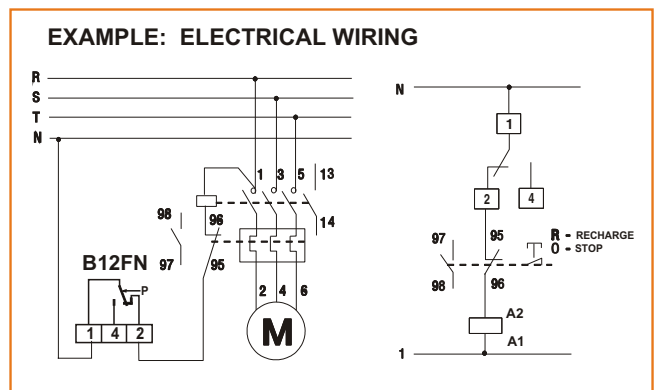 EXAMPLE: ELECTRICAL WIRING
R
S
T
N
1 3 5 13
14
98 96
97 95
B12FN
P
1 4 2
2 4 6
M
N
1
2 4
97 95
R - RECHARGE
O - STOP
98 96
A2
A1
1